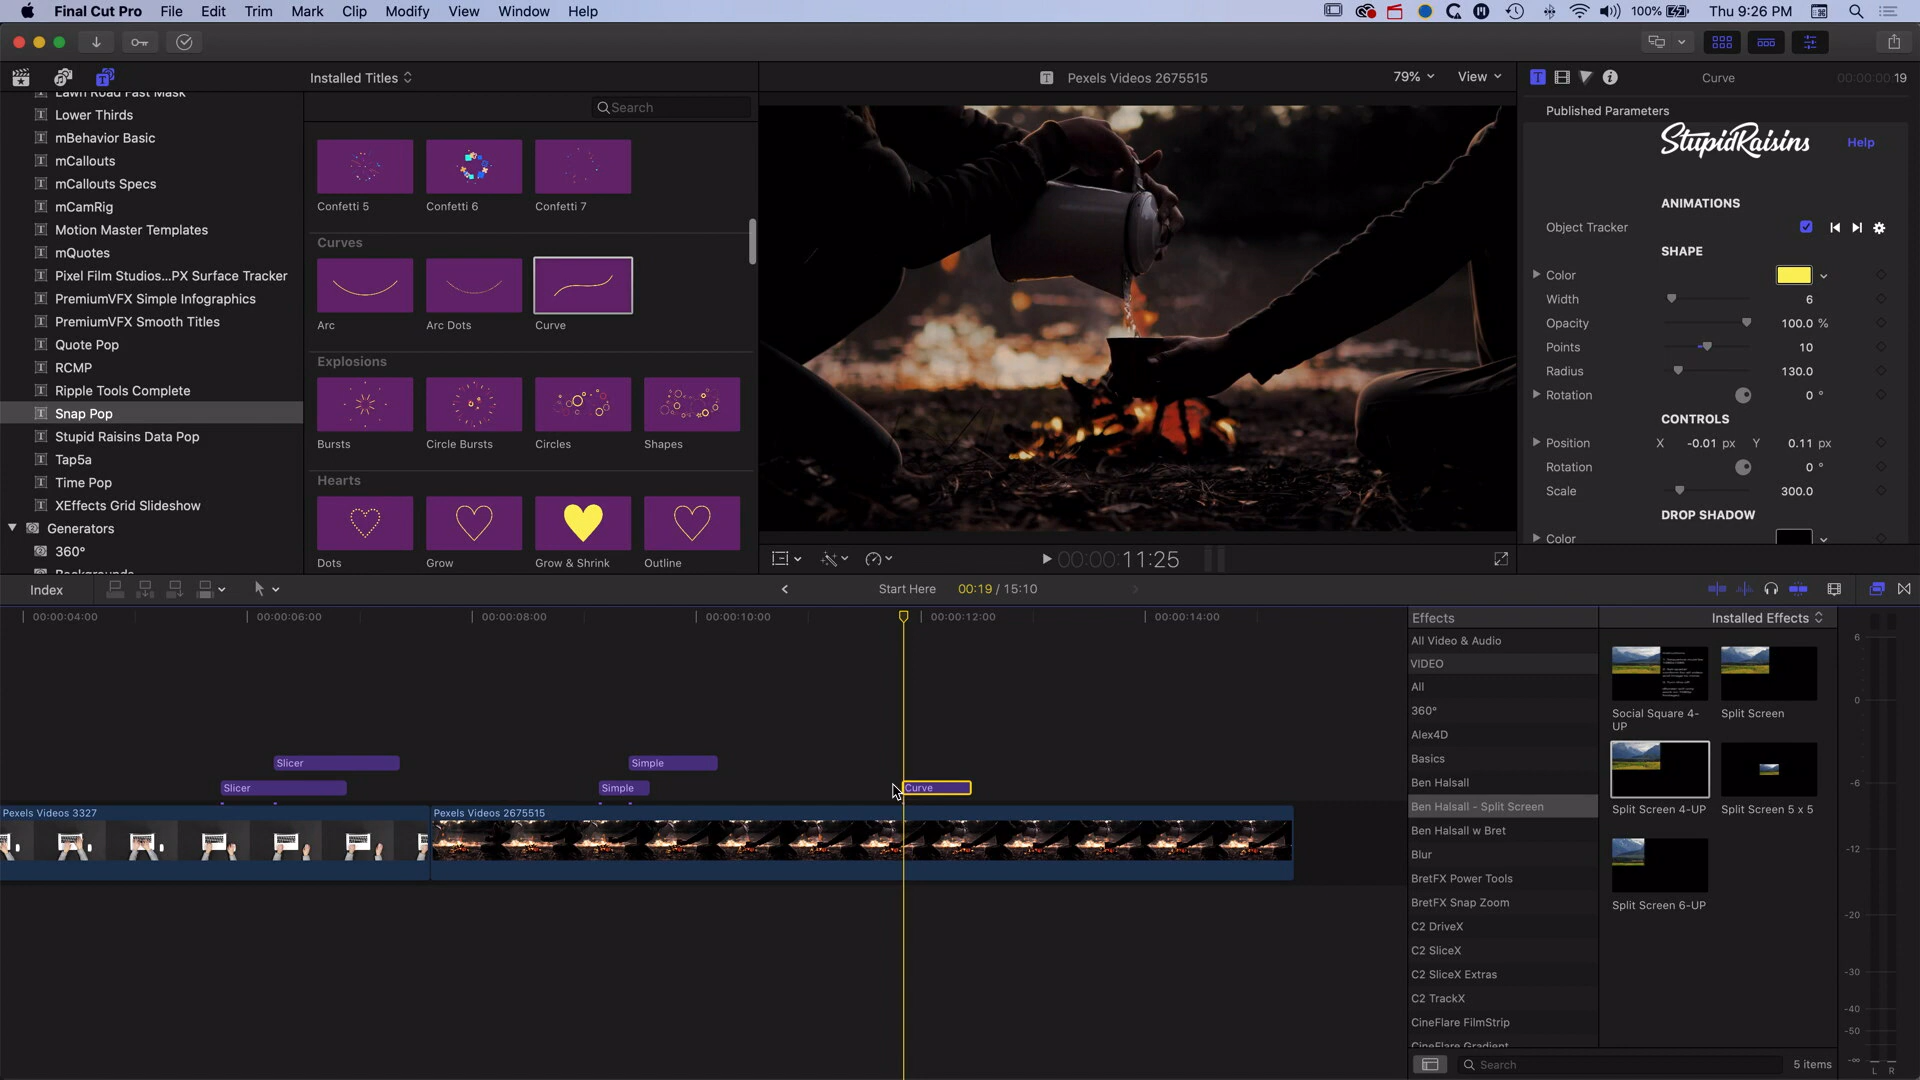 Final Cut Pro File Edit Trim Mark Clip Modify View Window Help 100% Thu 9:26 PM
Installed Titles
Pexels Videos 2675515 79% View
Curve 00:00:00:00 19
Search
Lower Thirds
mBehavior Basic
mCallouts
mCallouts Specs
mCamRig
Motion Master Templates
mQuotes
Pixel Film Studios...PX Surface Tracker
PremiumVFX Simple Infographics
PremiumVFX Smooth Titles
Quote Pop
RCMP
Ripple Tools Complete
Snap Pop
Stupid Raisins Data Pop
Tap5a
Time Pop
XEffects Grid Slideshow
Generators
360°
Confetti 5 Confetti 6 Confetti 7
Curves
Arc Arc Dots Curve
Explosions
Bursts Circle Bursts Circles Shapes
Hearts
Dots Grow Grow & Shrink Outline
00:00:00:11:25
Published Parameters
StupidRaisins Help
ANIMATIONS
Object Tracker
SHAPE
Color
Width 6
Opacity 100.0 %
Points 10
Radius 130.0
Rotation 0 °
CONTROLS
Position X -0.01 px Y 0.11 px
Rotation 0 °
Scale 300.0
DROP SHADOW
Color
Index
Start Here 00:19 / 15:10
00:00:04:00 00:00:06:00 00:00:08:00 00:00:10:00 00:00:12:00 00:00:14:00
Slicer Simple
Slicer Simple Curve
Pexels Videos 3327 Pexels Videos 2675515
Effects
All Video & Audio
VIDEO
All
360°
Alex4D
Basics
Ben Halsall
Ben Halsall - Split Screen
Ben Halsall w Bret
Blur
BretFX Power Tools
BretFX Snap Zoom
C2 DriveX
C2 SliceX
C2 SliceX Extras
C2 TrackX
CineFlare FilmStrip
CineFlare Gradient
Installed Effects
Social Square 4-
UP
Split Screen
Split Screen 4-UP Split Screen 5 x 5
Split Screen 6-UP
Search 5 items
6
0
-6
-12
-20
-30
-40
-50
-∞
L R